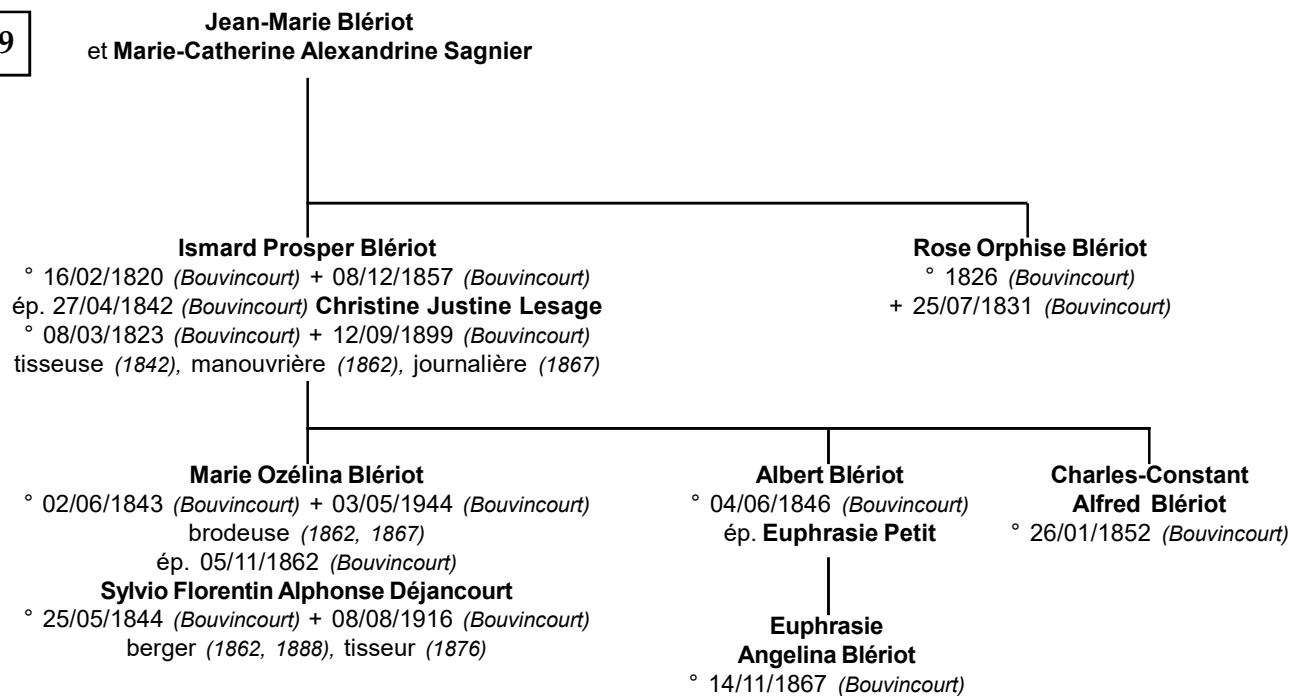 9
Jean-Marie Blériot
et Marie-Catherine Alexandrine Sagnier
Ismard Prosper Blériot
° 16/02/1820 (Bouvincourt) + 08/12/1857 (Bouvincourt)
ép. 27/04/1842 (Bouvincourt) Christine Justine Lesage
° 08/03/1823 (Bouvincourt) + 12/09/1899 (Bouvincourt)
tisseuse (1842), manouvrière (1862), journalière (1867)
Rose Orphise Blériot
° 1826 (Bouvincourt)
+ 25/07/1831 (Bouvincourt)
Marie Ozélina Blériot
° 02/06/1843 (Bouvincourt) + 03/05/1944 (Bouvincourt)
brodeuse (1862, 1867)
ép. 05/11/1862 (Bouvincourt)
Sylvio Florentin Alphonse Déjancourt
° 25/05/1844 (Bouvincourt) + 08/08/1916 (Bouvincourt)
berger (1862, 1888), tisseur (1876)
Albert Blériot
° 04/06/1846 (Bouvincourt)
ép. Euphrasie Petit
Euphrasie
Angelina Blériot
° 14/11/1867 (Bouvincourt)
Charles-Constant
Alfred Blériot
° 26/01/1852 (Bouvincourt)